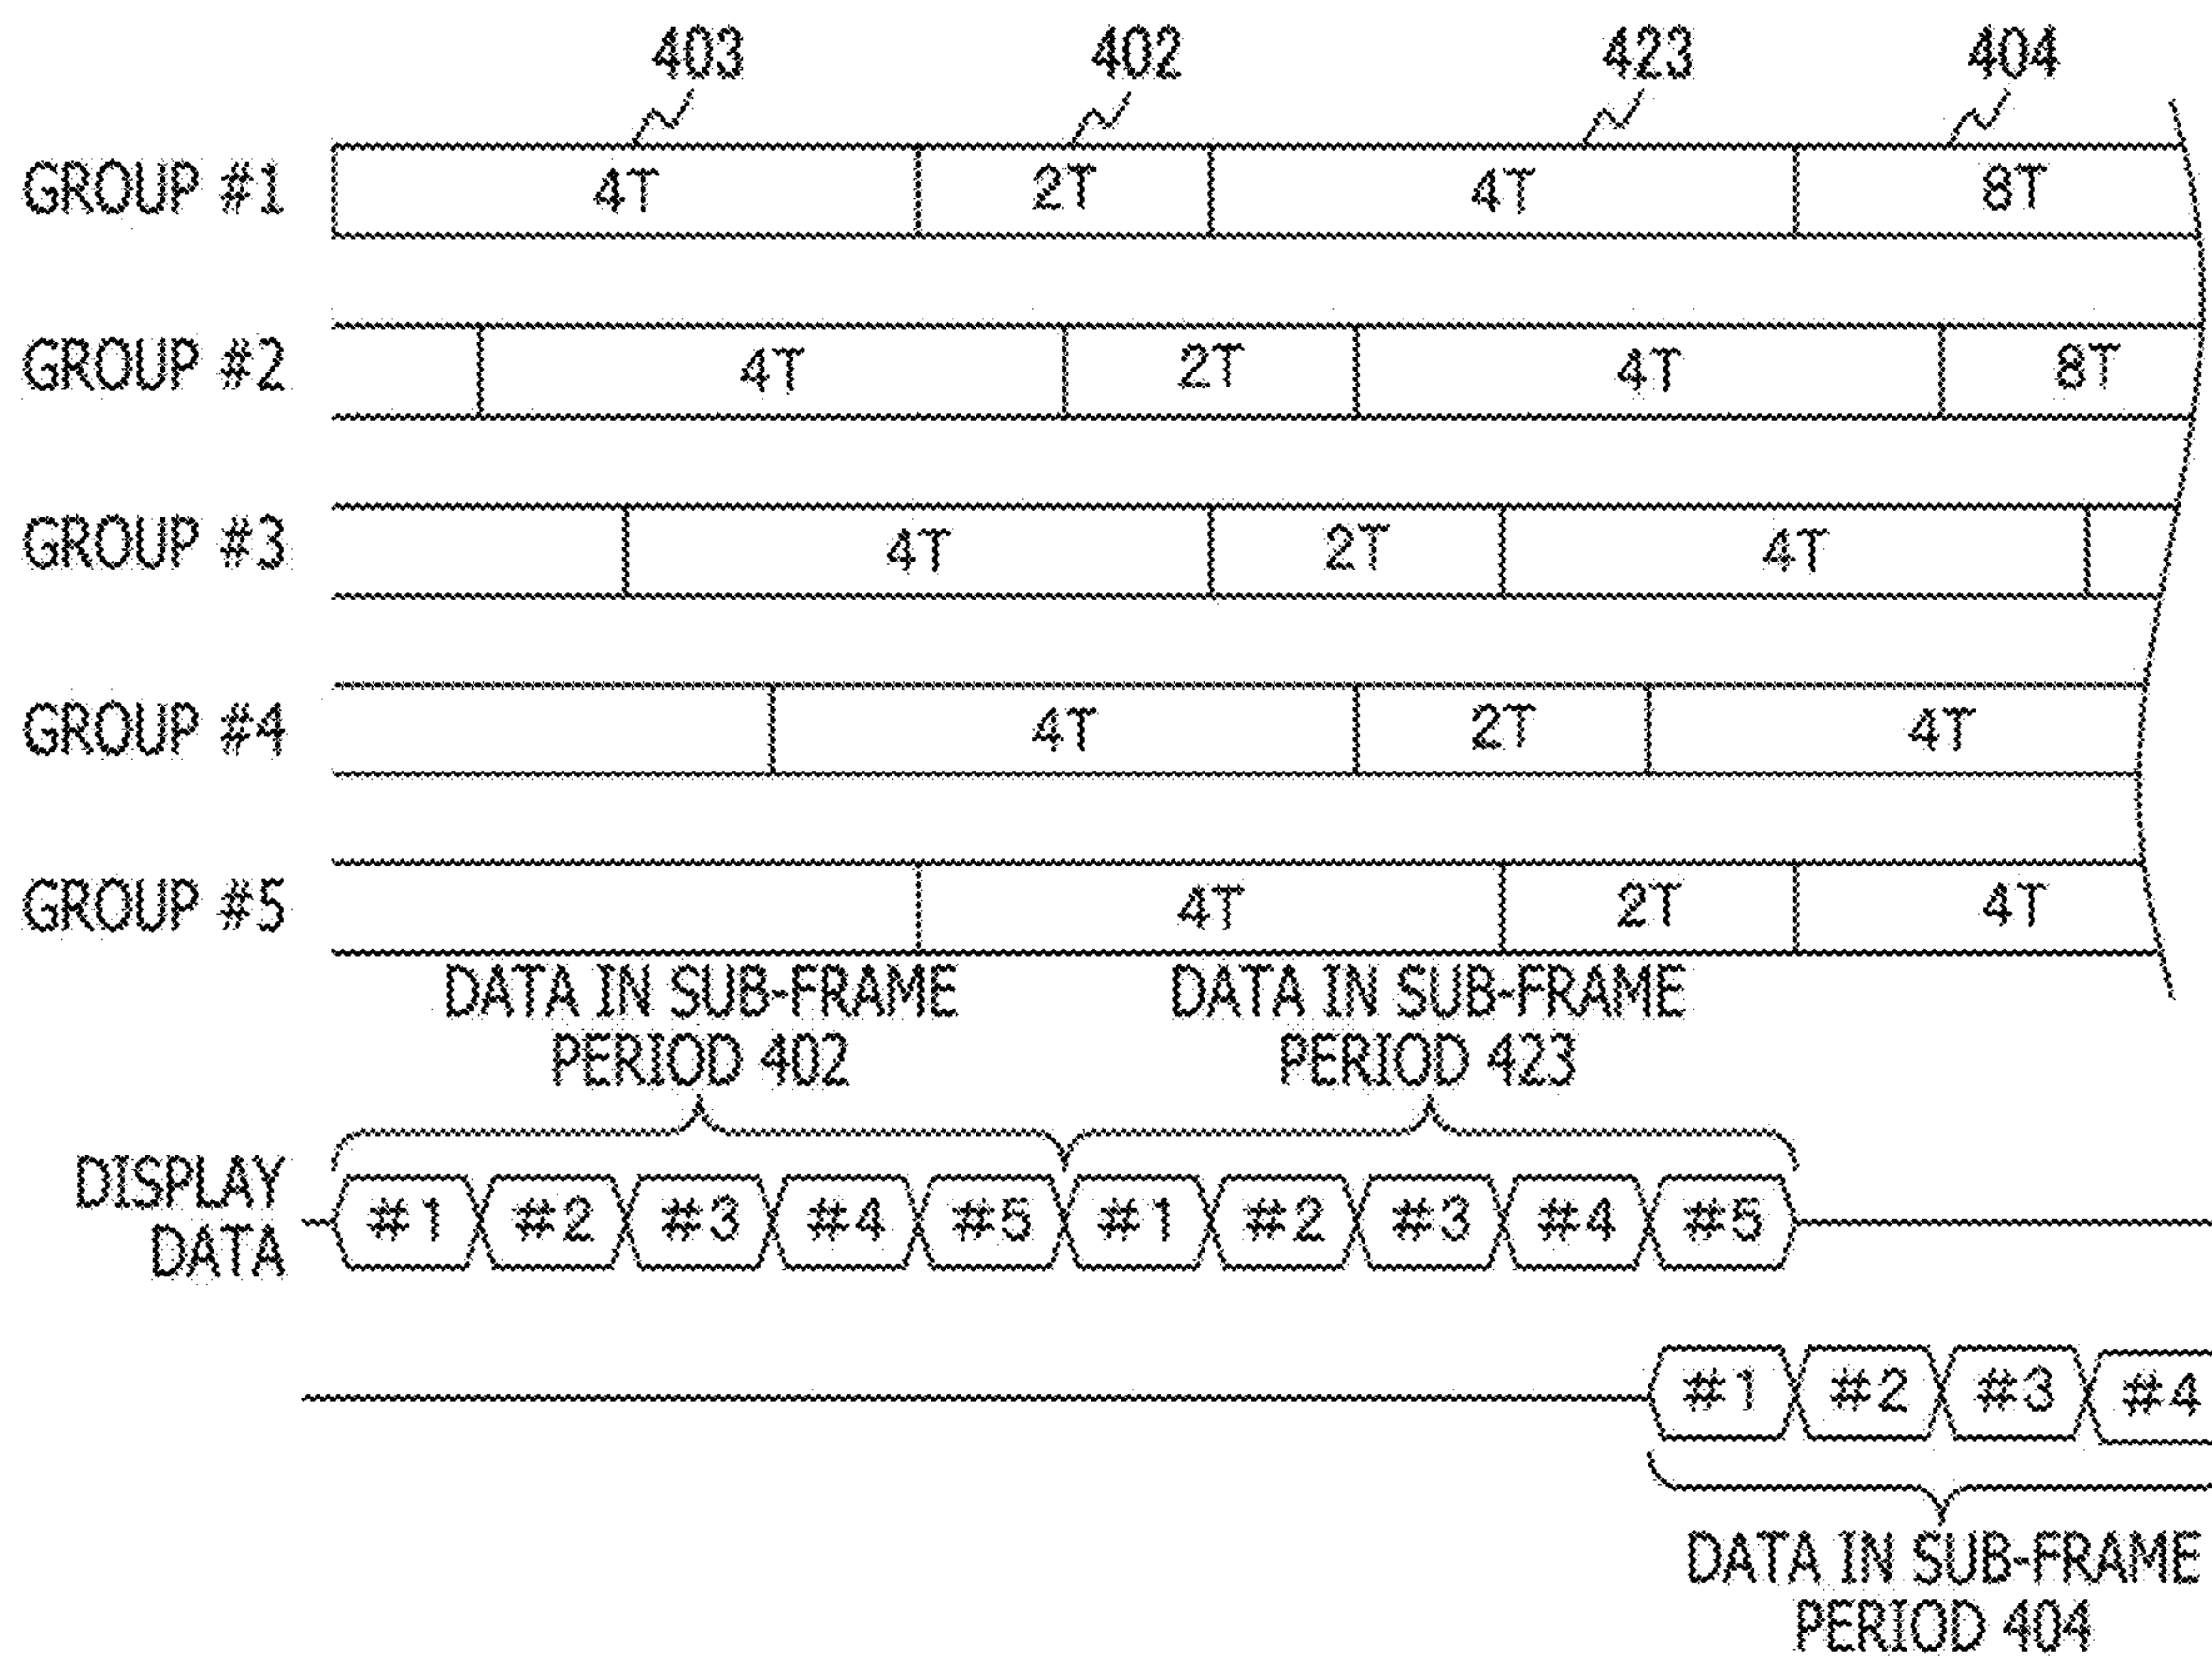 403 402 423 404
GROUP #1 4T 2T 4T 8T
GROUP #2 4T 2T 4T 8T
GROUP #3 4T 2T 4T
GROUP #4 4T 2T 4T
GROUP #5 4T 2T 4T
DATA IN SUB-FRAME
PERIOD 402
DATA IN SUB-FRAME
PERIOD 423
DISPLAY
DATA
#1 #2 #3 #4 #5 #1 #2 #3 #4 #5
#1 #2 #3 #4
DATA IN SUB-FRAME
PERIOD 404